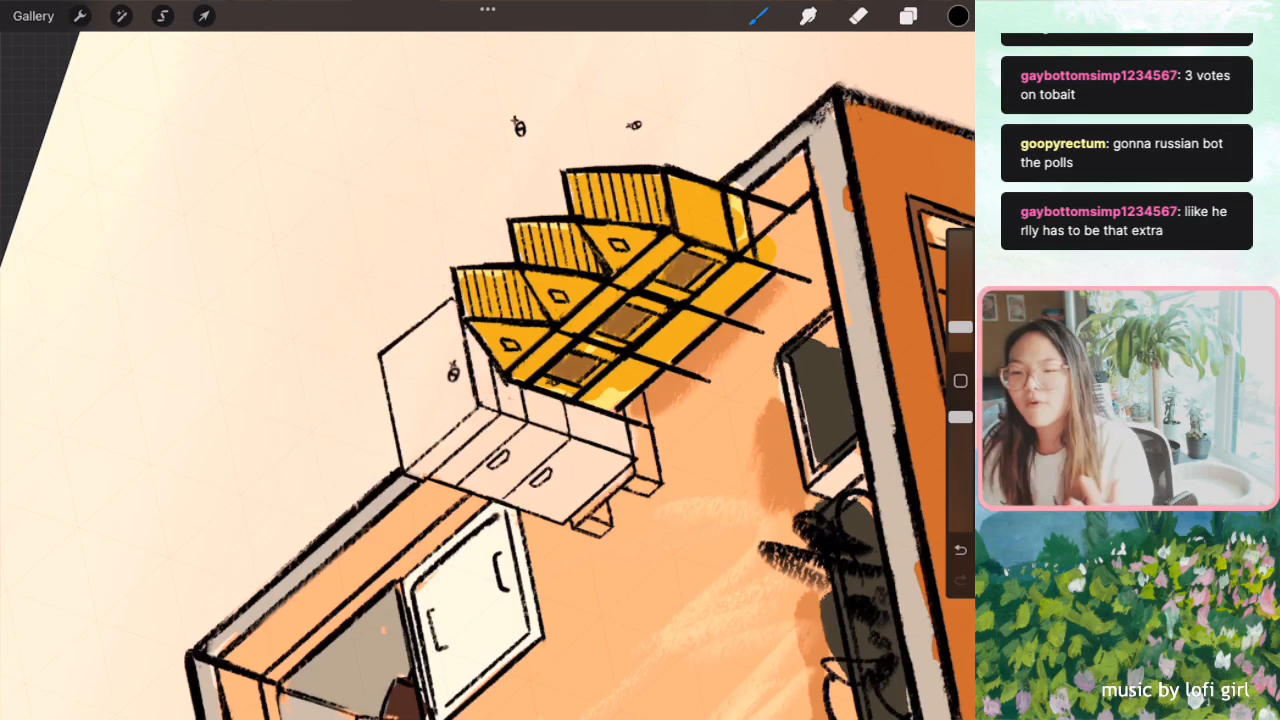 Gallery
gaybottomsimp1234567: 3 votes
on tobait
goopyrectum: gonna russian bot
the polls
gaybottomsimp1234567: liike he
rlly has to be that extra
music by lofi girl